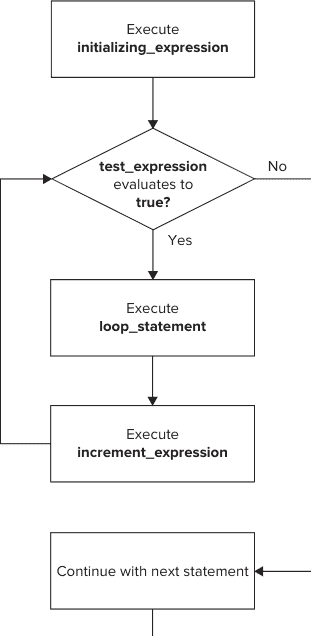 Execute
initializing_expression
test_expression
evaluates to
true?
No
Yes
Execute
loop_statement
Execute
increment_expression
Continue with next statement